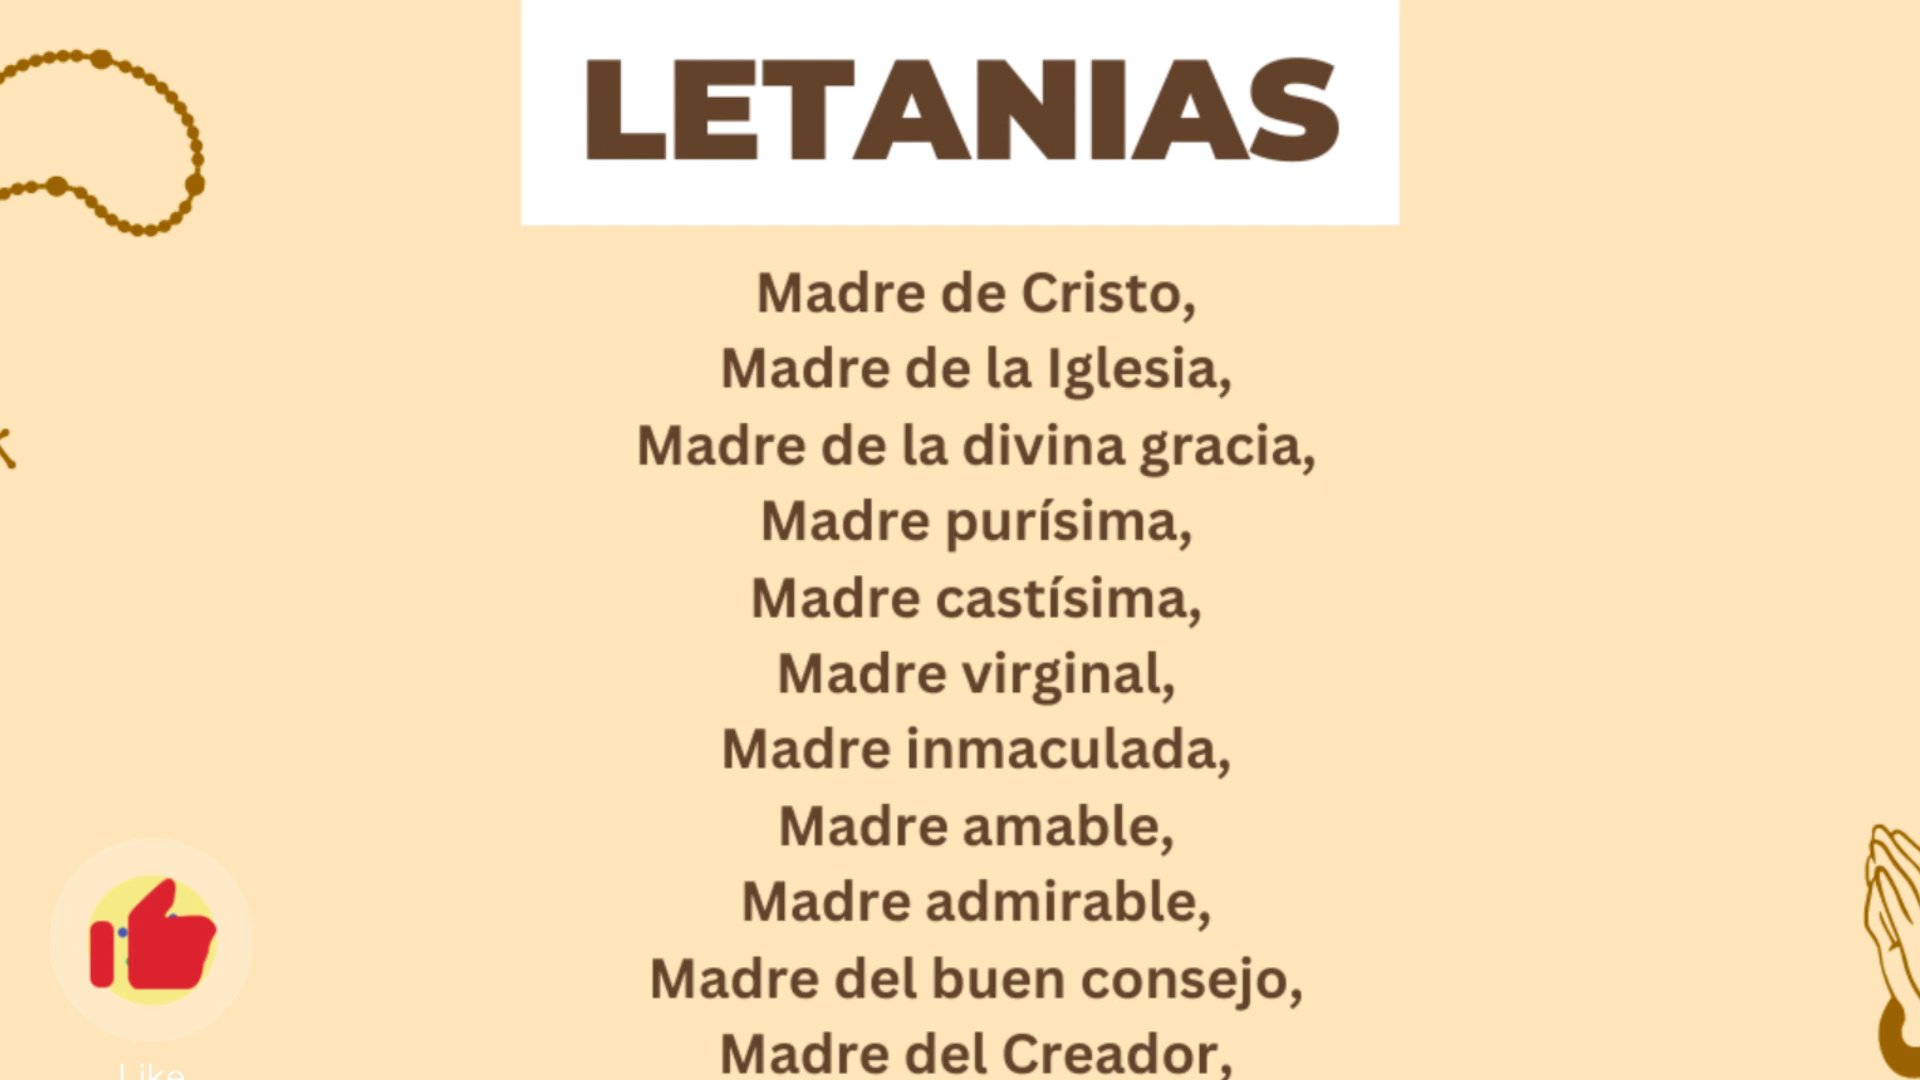 LETANIAS
Madre de Cristo,
Madre de la Iglesia,
Madre de la divina gracia,
Madre purísima,
Madre castísima,
Madre virginal,
Madre inmaculada,
Madre amable,
Madre admirable,
Madre del buen consejo,
Madre del Creador,
Like